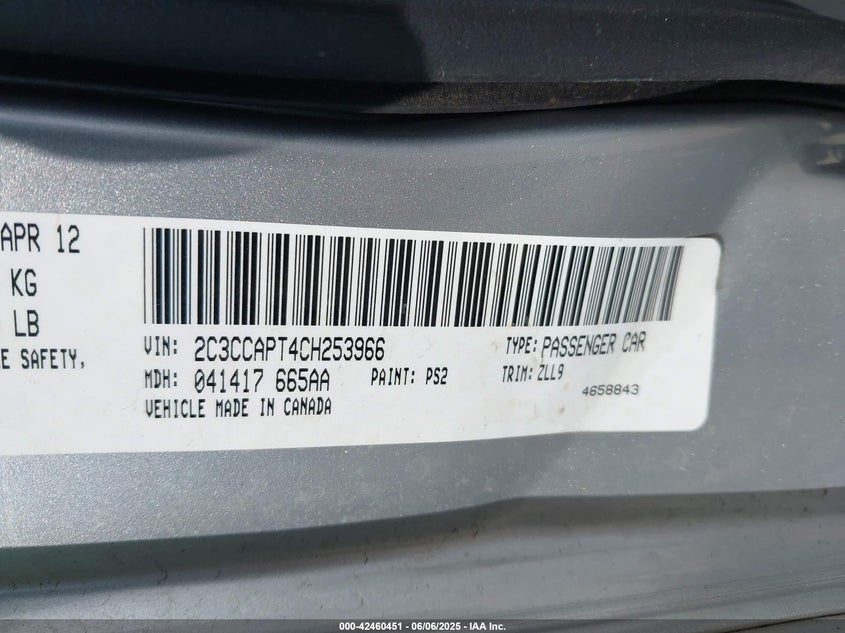 APR 12
KG
LB
E SAFETY,
VIN: 2C3CCAPT4CH253966 TYPE: PASSENGER CAR
MDH: 041417 665AA PAINT: PS2 TRIM: ZLL9
VEHICLE MADE IN CANADA 4658843
000-42460451 - 06/06/2025 - IAA Inc.